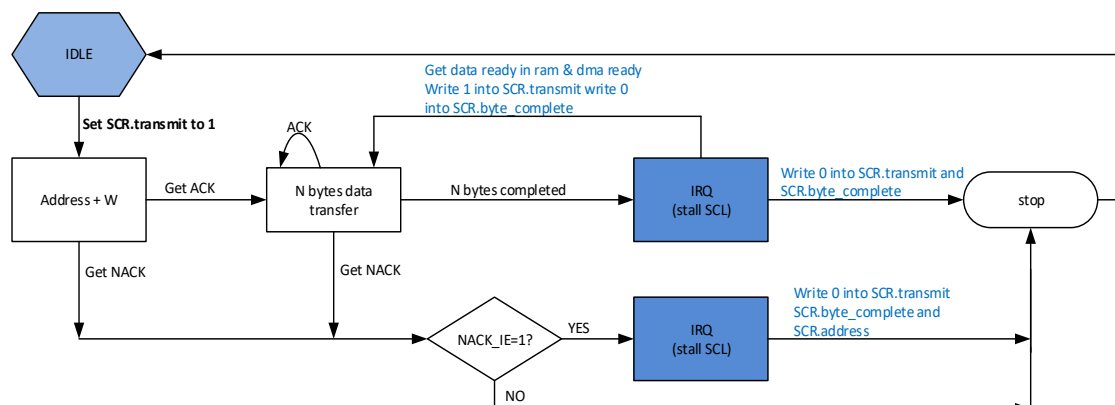 IDLE
Get data ready in ram & dma ready
Write 1 into SCR.transmit write 0
into SCR.byte_complete
Set SCR.transmit to 1
ACK
Address + W
Get ACK
N bytes data
transfer
N bytes completed
IRQ
(stall SCL)
Write 0 into SCR.transmit and
SCR.byte_complete
stop
Get NACK
Get NACK
NACK_IE=1?
YES
IRQ
(stall SCL)
Write 0 into SCR.transmit
SCR.byte_complete and
SCR.address
NO